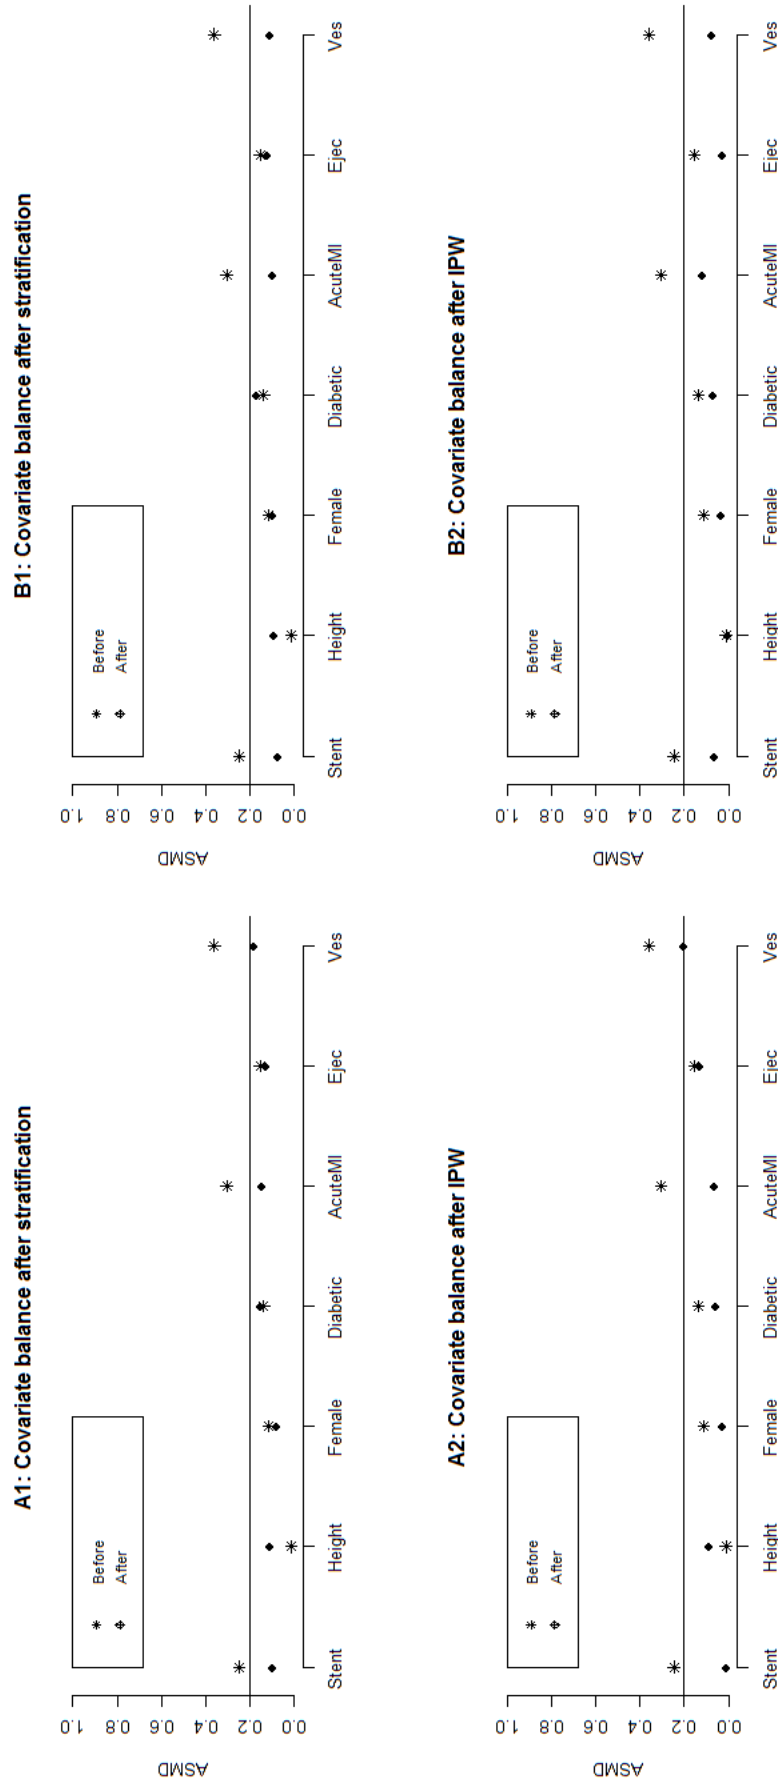 A1: Covariate balance after stratification
ASMD
0.0 0.2 0.4 0.6 0.8 1.0
Before
After
Stent Height Female Diabetic AcuteMI Ejec Ves
B1: Covariate balance after stratification
ASMD
0.0 0.2 0.4 0.6 0.8 1.0
Before
After
Stent Height Female Diabetic AcuteMI Ejec Ves
A2: Covariate balance after IPW
ASMD
0.0 0.2 0.4 0.6 0.8 1.0
Before
After
Stent Height Female Diabetic AcuteMI Ejec Ves
B2: Covariate balance after IPW
ASMD
0.0 0.2 0.4 0.6 0.8 1.0
Before
After
Stent Height Female Diabetic AcuteMI Ejec Ves